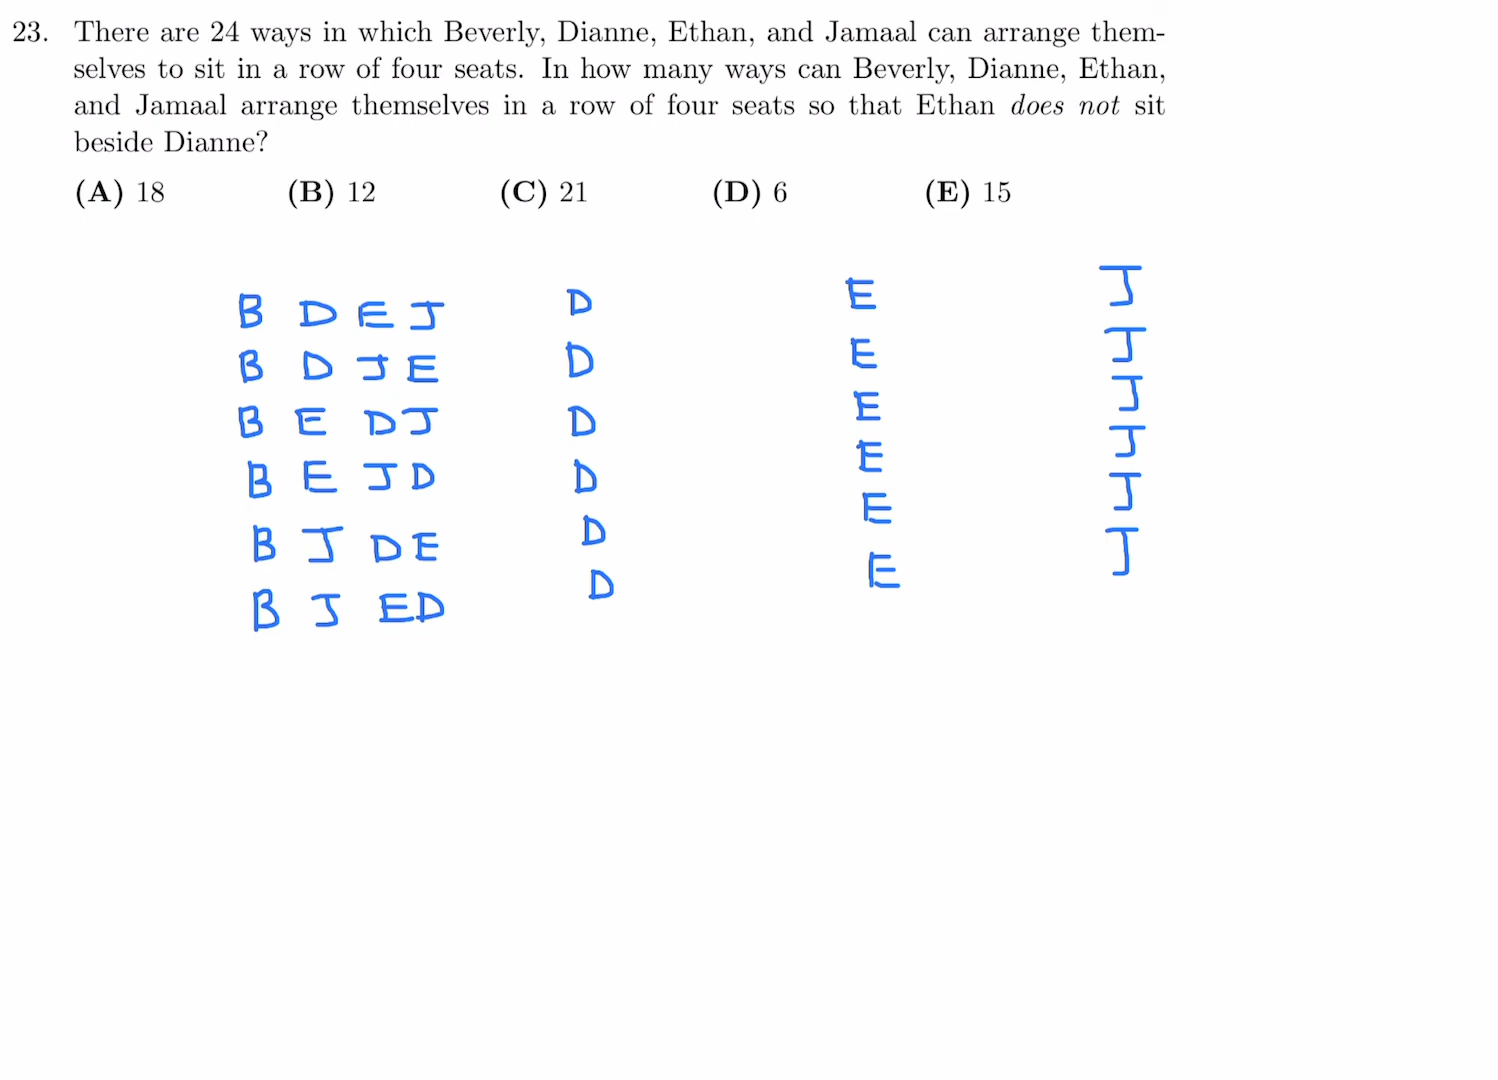 23. There are 24 ways in which Beverly, Dianne, Ethan, and Jamaal can arrange them-
selves to sit in a row of four seats. In how many ways can Beverly, Dianne, Ethan,
and Jamaal arrange themselves in a row of four seats so that Ethan does not sit
beside Dianne?
(A) 18 (B) 12 (C) 21 (D) 6 (E) 15
B D E J D E J
B D J E D E J
B E D J D E J
B E J D D E J
B J D E D E J
B J E D D E J